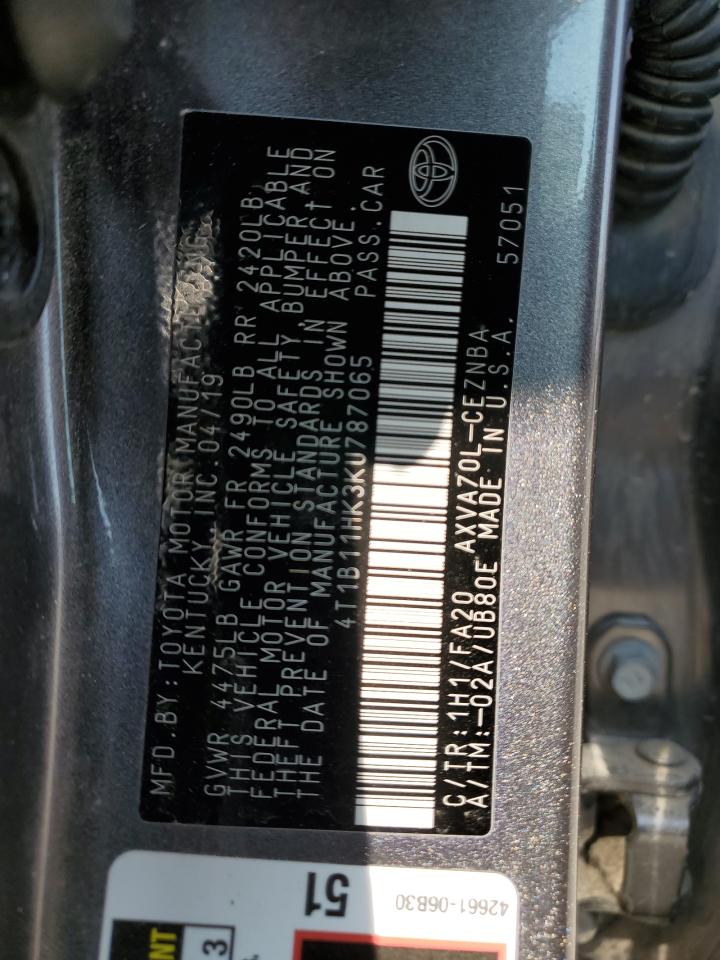 MFD.BY:TOYOTA MOTOR MANUFACTURING
KENTUCKY, INC. 04/19
GVWR 4475LB GAWR FR 2490LB RR 2420LB
THIS VEHICLE CONFORMS TO ALL APPLICABLE
FEDERAL MOTOR VEHICLE SAFETY, BUMPER AND
THEFT PREVENTION STANDARDS IN EFFECT ON
THE DATE OF MANUFACTURE SHOWN ABOVE.
4T1B11HK3KU787065 PASS.CAR
C/TR:1H1/FA20 AXVA70L-CEZNBA
A/TM:-02A/UB80E MADE IN U.S.A. 57051
51
42661-06B30
3